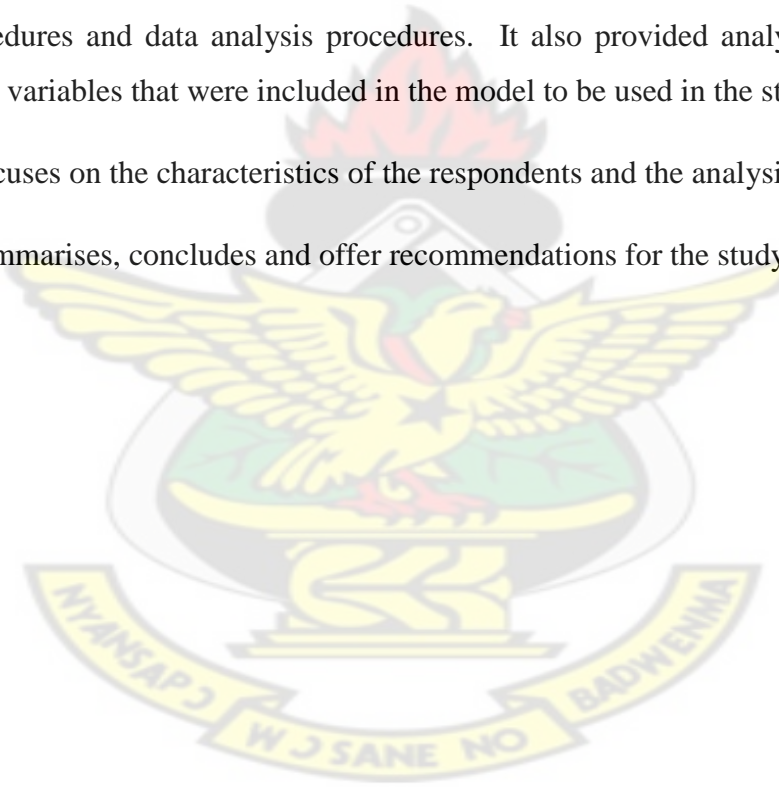 edures and data analysis procedures. It also provided analy
variables that were included in the model to be used in the st
cuses on the characteristics of the respondents and the analysi
mmarises, concludes and offer recommendations for the study
NYANSAPƆ
WƆ SANE NO
BADWENMA